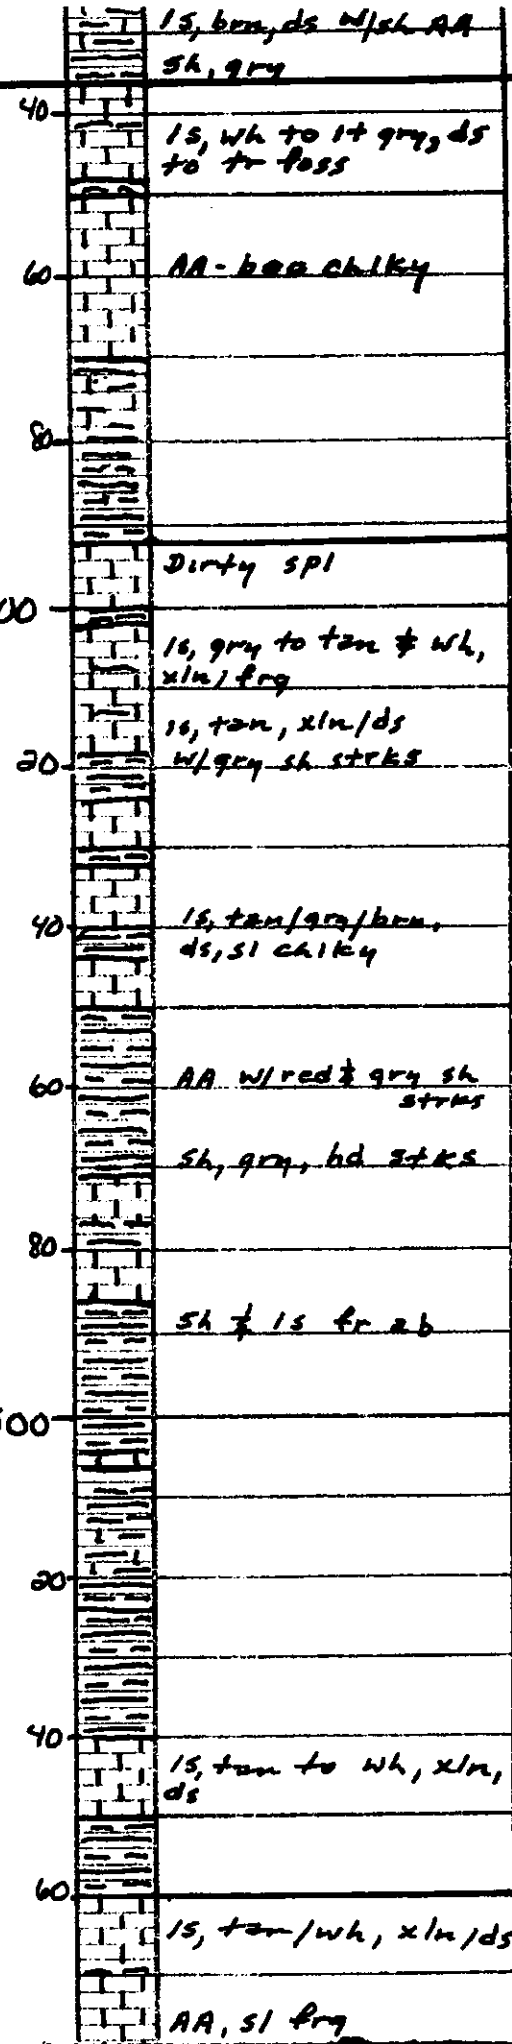 ls, brn, ds w/sh AA
sh, gry
40
ls, wh to lt gry, ds
to tr foss
60
AA - bec chlky
80
Dirty spl
00
ls, gry to tan & wh,
xln, frg
ls, tan, xln/ds
20
w/gry sh strks
40
ls, tan/gry/brn,
ds, sl chlky
60
AA w/red & gry sh
strks
sh, gry, hd stks
80
Sh & ls fr ab
00
20
40
ls, tan to wh, xln,
ds
60
ls, tan/wh, xln/ds
AA, sl frg